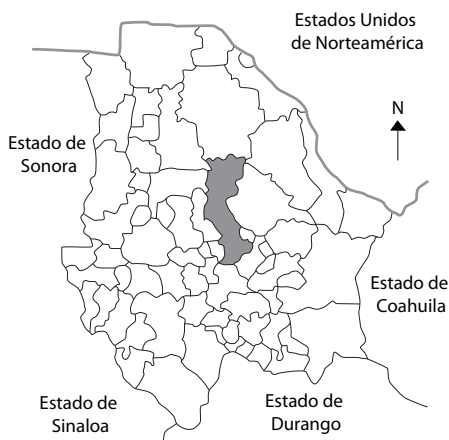 Estados Unidos
de Norteamérica
N
Estado de
Sonora
Estado de
Coahuila
Estado de
Sinaloa
Estado de
Durango